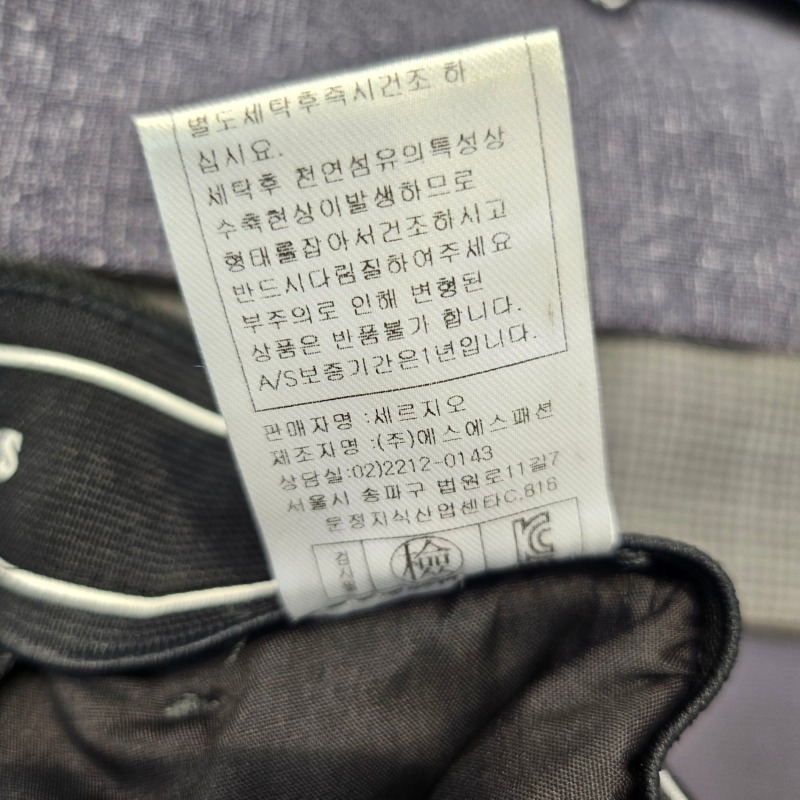 별도세탁후즉시건조 하
십시요.
세탁후 천연섬유의특성상
수축현상이발생하므로
형태를잡아서건조하시고
반드시다림질하여주세요
부주의로 인해 변형된
상품은 반품불가 합니다.
A/S보증기간은1년입니다.
판매자명 :세르지오
제조자명 :(주)에스에스패션
상담실:02)2212-0143
서울시 송파구 법원로11길7
문정지식산업센타C.816
검사필 檢
S